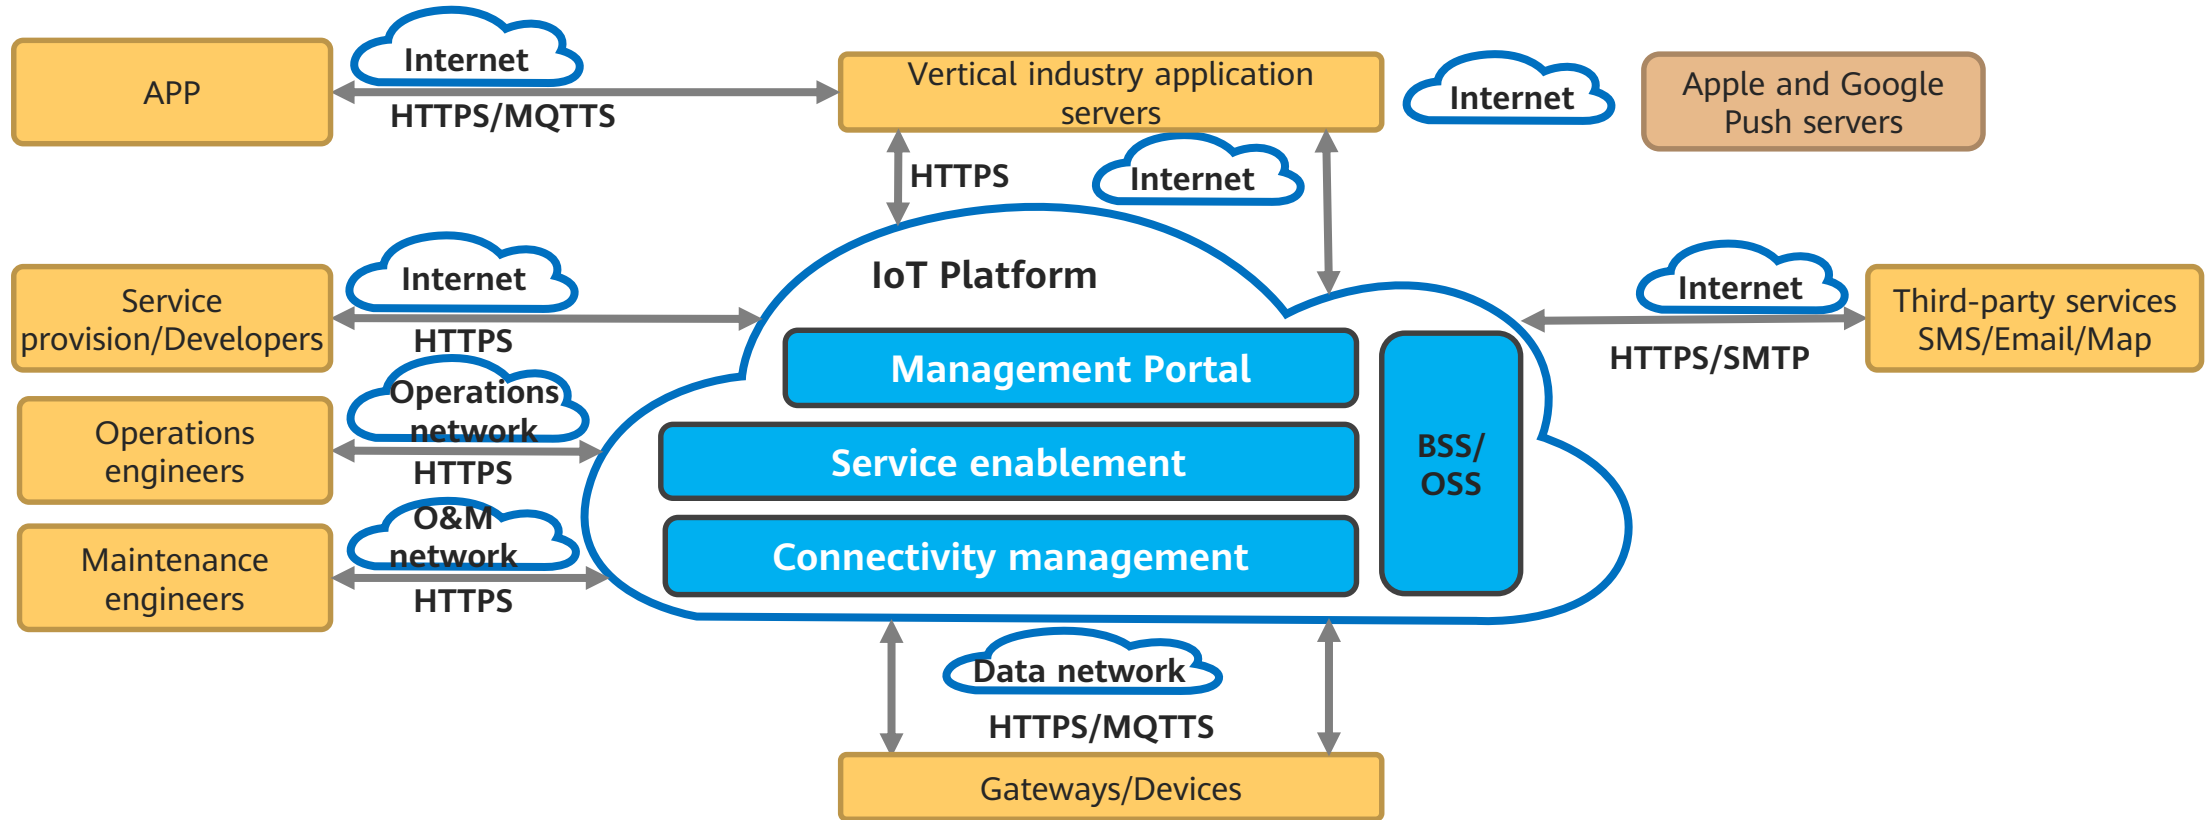 Internet
APP
HTTPS/MQTTS
Vertical industry application
servers
Internet
Apple and Google
Push servers
HTTPS
Internet
Internet
Service
provision/Developers
HTTPS
IoT Platform
Internet
Third-party services
SMS/Email/Map
HTTPS/SMTP
Management Portal
Operations
network
Operations
engineers
HTTPS
Service enablement
BSS/
OSS
O&M
network
Maintenance
engineers
HTTPS
Connectivity management
Data network
HTTPS/MQTTS
Gateways/Devices